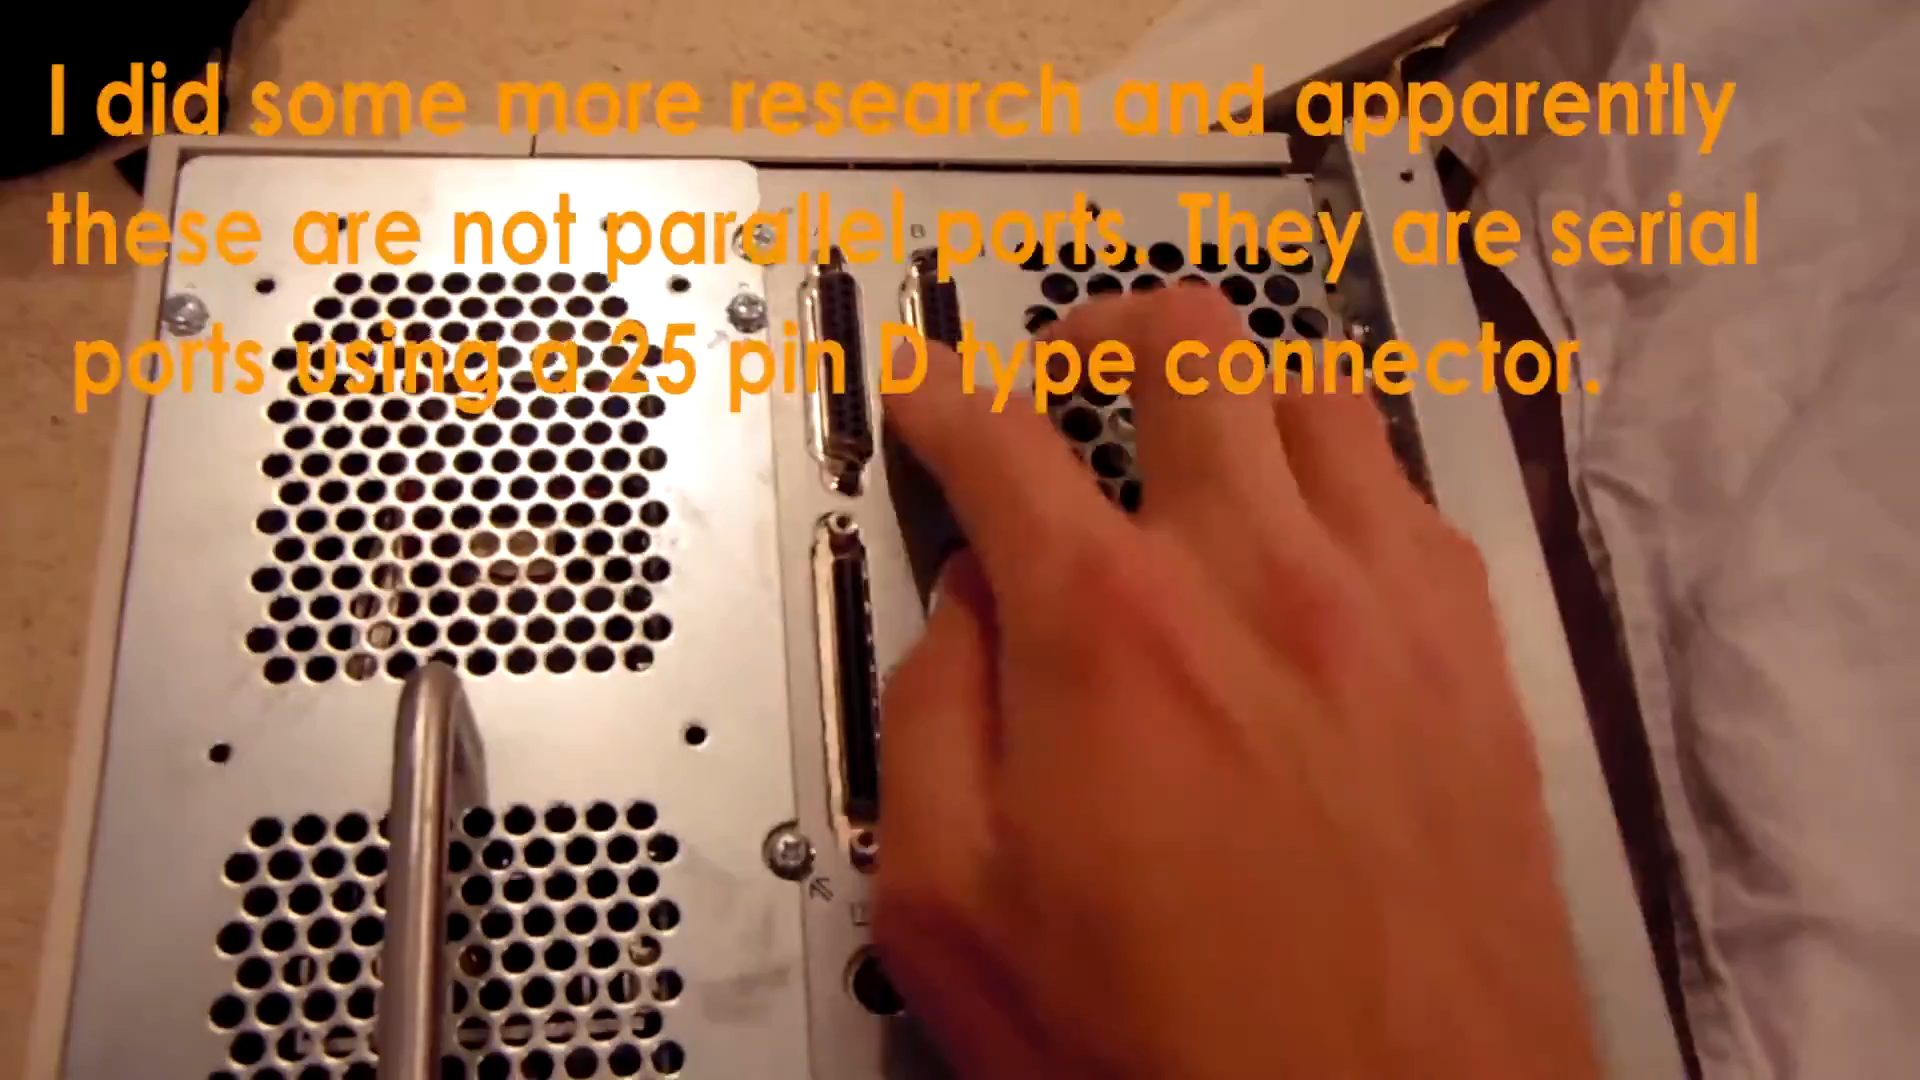 I did some more research and apparently
these are not parallel ports. They are serial
ports using a 25 pin D type connector.